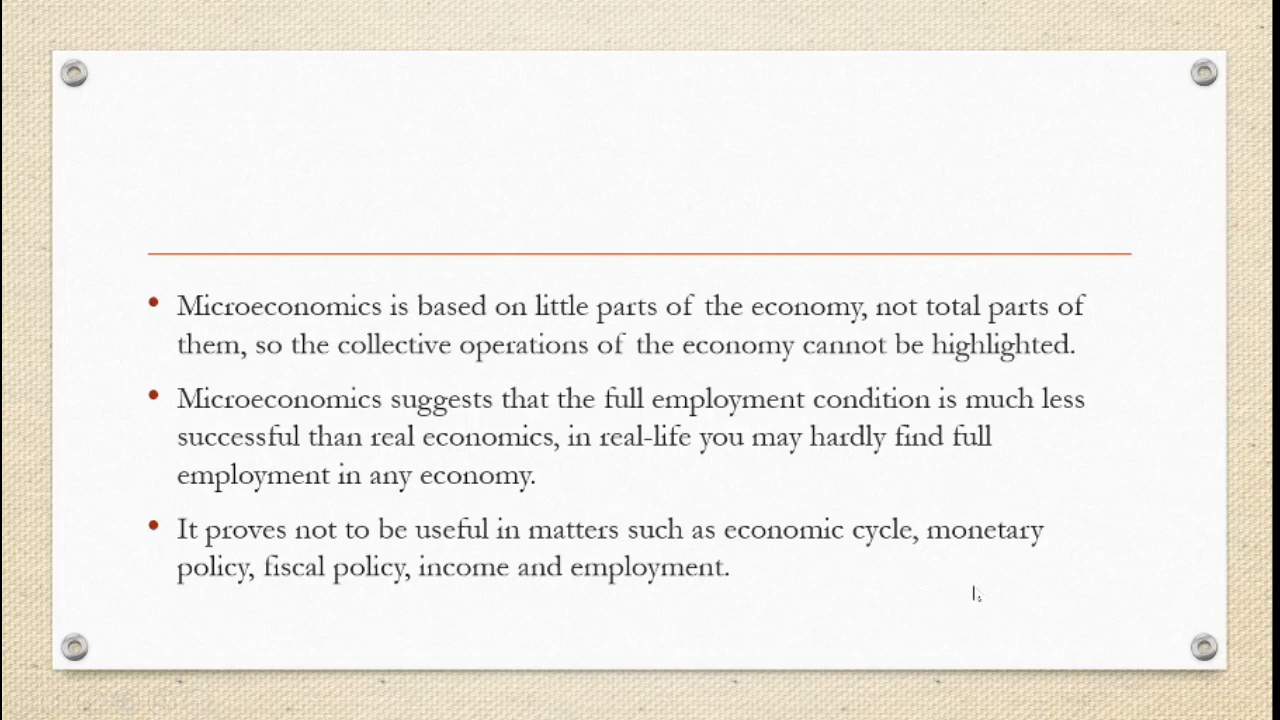 • Microeconomics is based on little parts of the economy, not total parts of
them, so the collective operations of the economy cannot be highlighted.
• Microeconomics suggests that the full employment condition is much less
successful than real economics, in real-life you may hardly find full
employment in any economy.
• It proves not to be useful in matters such as economic cycle, monetary
policy, fiscal policy, income and employment.